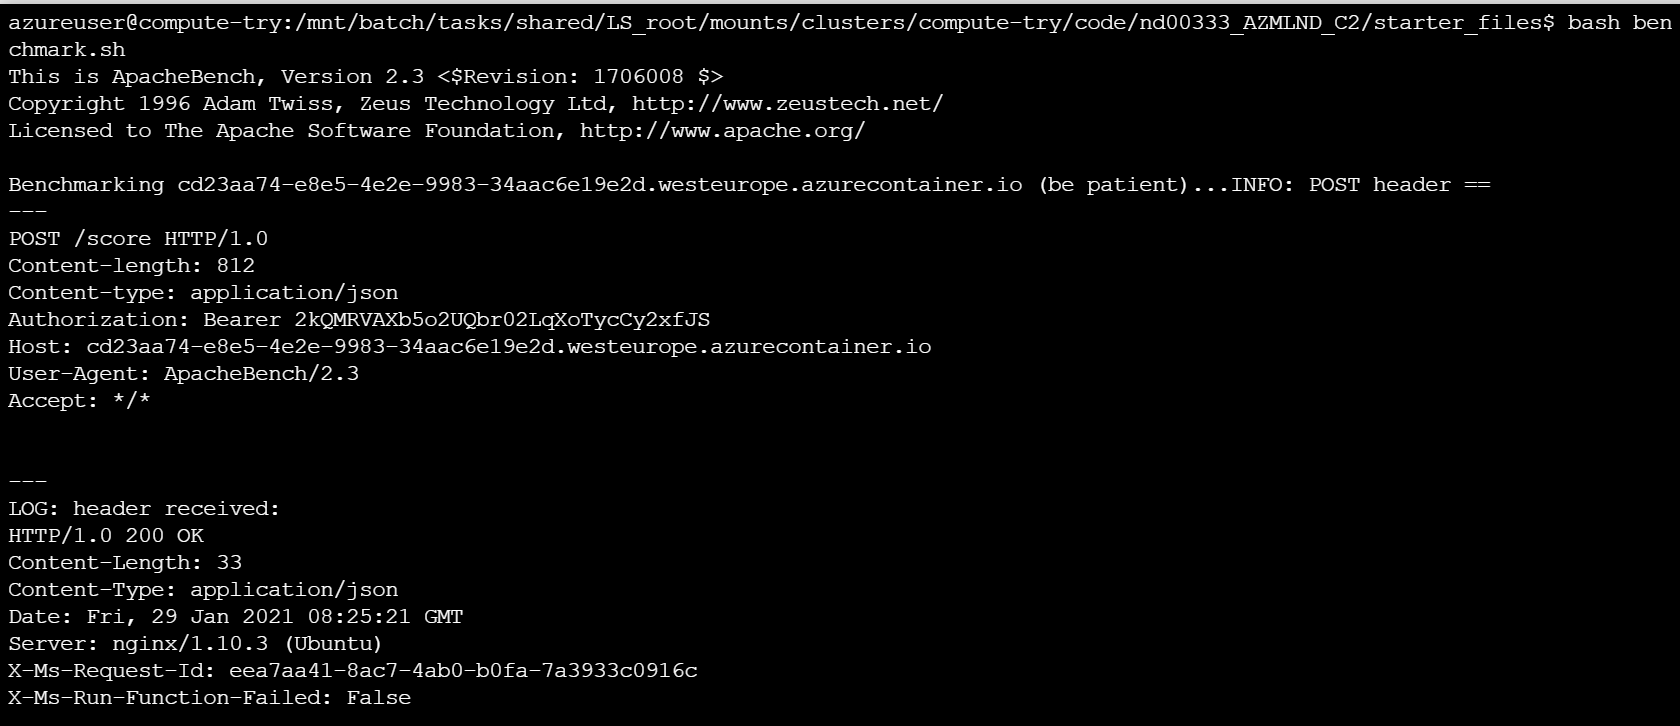 azureuser@compute-try:/mnt/batch/tasks/shared/LS_root/mounts/clusters/compute-try/code/nd00333_AZMLND_C2/starter_files$ bash ben
chmark.sh
This is ApacheBench, Version 2.3 <$Revision: 1706008 $>
Copyright 1996 Adam Twiss, Zeus Technology Ltd, http://www.zeustech.net/
Licensed to The Apache Software Foundation, http://www.apache.org/

Benchmarking cd23aa74-e8e5-4e2e-9983-34aac6e19e2d.westeurope.azurecontainer.io (be patient)...INFO: POST header ==
---
POST /score HTTP/1.0
Content-length: 812
Content-type: application/json
Authorization: Bearer 2kQMRVAXb5o2UQbr02LqXoTycCy2xfJS
Host: cd23aa74-e8e5-4e2e-9983-34aac6e19e2d.westeurope.azurecontainer.io
User-Agent: ApacheBench/2.3
Accept: */*


---
LOG: header received:
HTTP/1.0 200 OK
Content-Length: 33
Content-Type: application/json
Date: Fri, 29 Jan 2021 08:25:21 GMT
Server: nginx/1.10.3 (Ubuntu)
X-Ms-Request-Id: eea7aa41-8ac7-4ab0-b0fa-7a3933c0916c
X-Ms-Run-Function-Failed: False